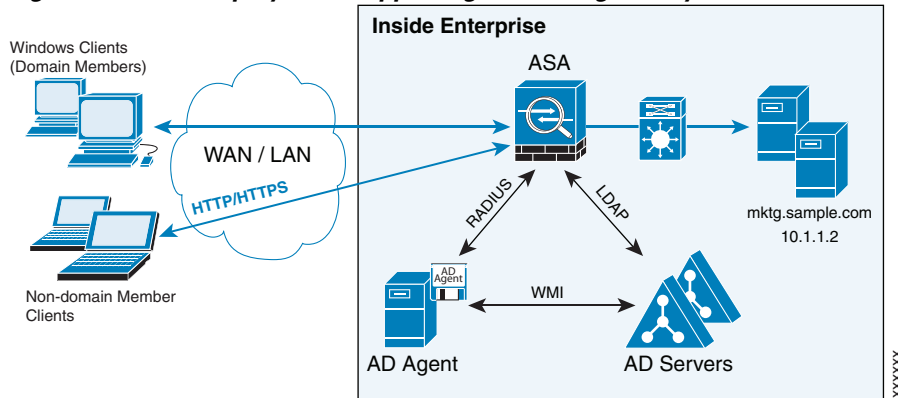 Inside Enterprise
Windows Clients
(Domain Members)
ASA
WAN / LAN
HTTP/HTTPS
RADIUS
LDAP
mktg.sample.com
10.1.1.2
Non-domain Member
Clients
AD
Agent
WMI
AD Agent
AD Servers
xxxxxx